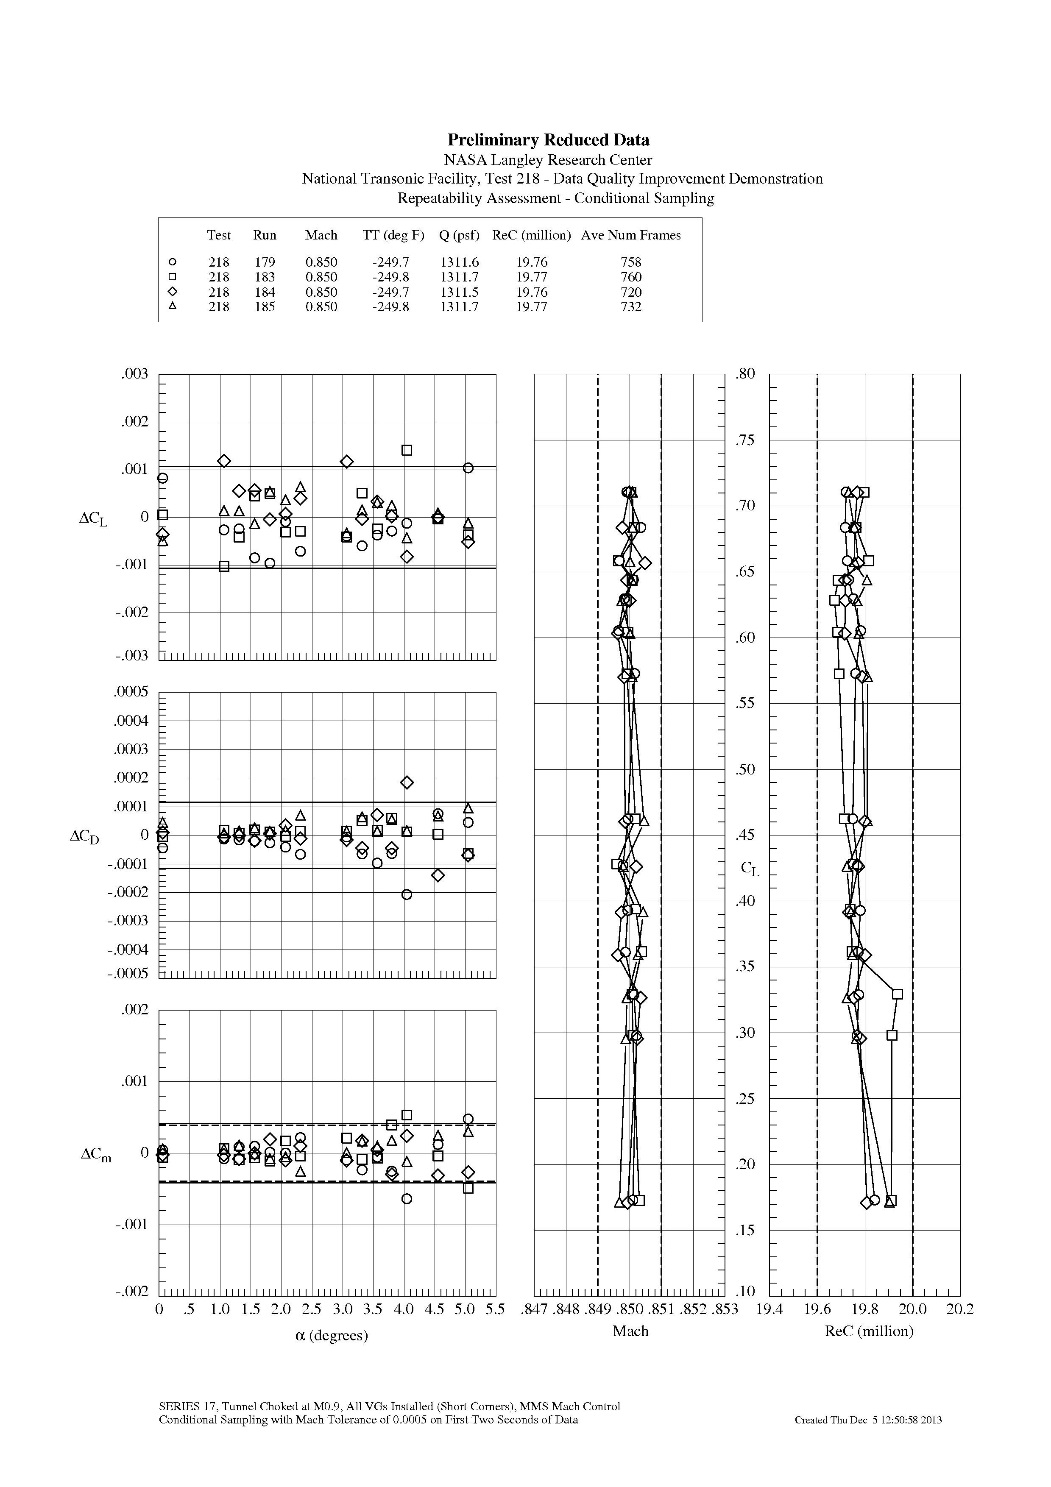 Preliminary Reduced Data
NASA Langley Research Center
National Transonic Facility, Test 218 - Data Quality Improvement Demonstration
Repeatability Assessment - Conditional Sampling
Test Run Mach TT (deg F) Q (psf) ReC (million) Ave Num Frames
218 179 0.850 -249.7 1311.6 19.76 758
218 183 0.850 -249.8 1311.7 19.77 760
218 184 0.850 -249.7 1311.5 19.76 720
218 185 0.850 -249.8 1311.7 19.77 732
.003
.002
.001
ΔCL 0
-.001
-.002
-.003
.0005
.0004
.0003
.0002
.0001
ΔCD 0
-.0001
-.0002
-.0003
-.0004
-.0005
.002
.001
ΔCm 0
-.001
-.002
0 .5 1.0 1.5 2.0 2.5 3.0 3.5 4.0 4.5 5.0 5.5
α (degrees)
.80
.75
.70
.65
.60
.55
.50
.45
CL
.40
.35
.30
.25
.20
.15
.10
.847 .848 .849 .850 .851 .852 .853
Mach
19.4 19.6 19.8 20.0 20.2
ReC (million)
SERIES 17, Tunnel Choked at M0.9, All VGs Installed (Short Corners), MMS Mach Control
Conditional Sampling with Mach Tolerance of 0.0005 on First Two Seconds of Data
Created Thu Dec 5 12:50:58 2013